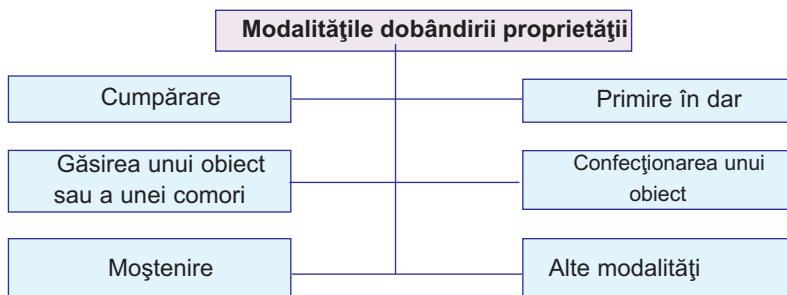 Modalităţile dobândirii proprietăţii
Cumpărare
Primire în dar
Găsirea unui obiect
sau a unei comori
Confecţionarea unui
obiect
Moştenire
Alte modalităţi